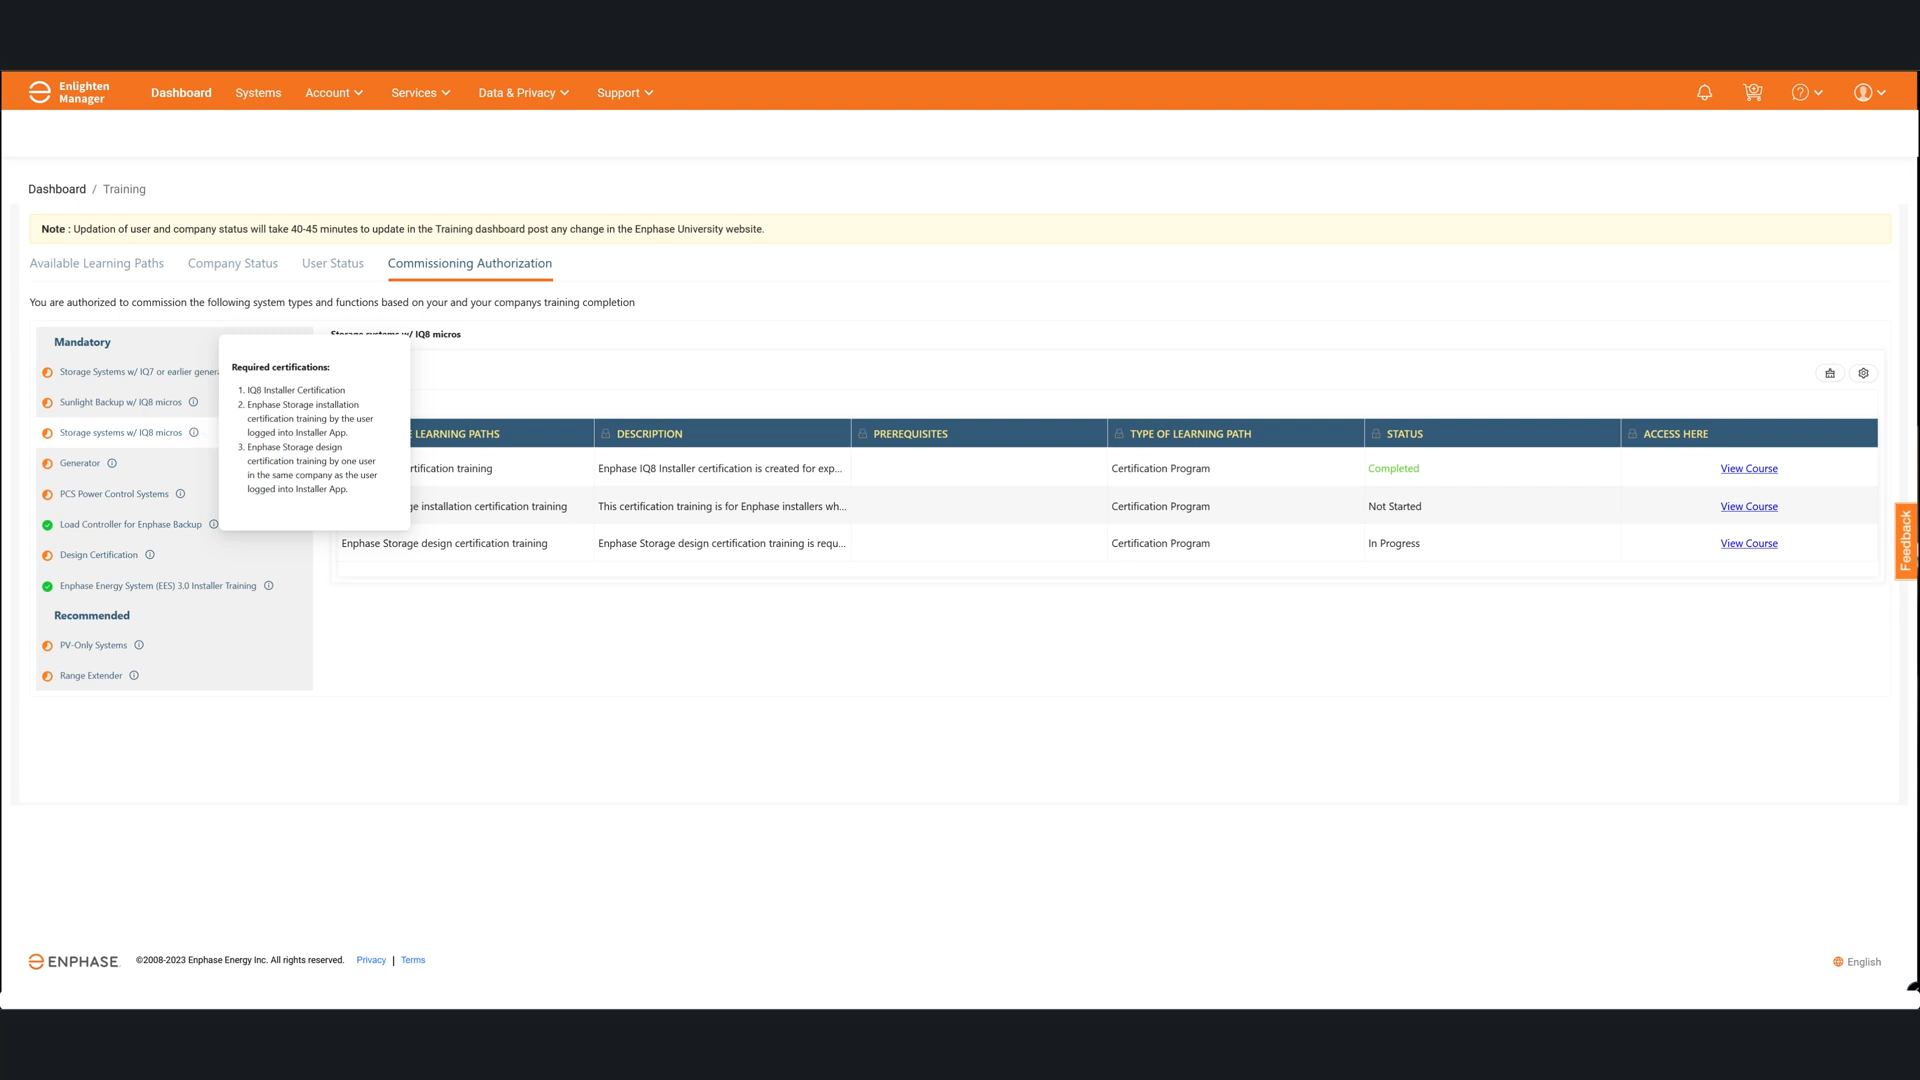 Enlighten
Manager
Dashboard
Systems
Account
Services
Data & Privacy
Support
Dashboard / Training
Note : Updation of user and company status will take 40-45 minutes to update in the Training dashboard post any change in the Enphase University website.
Available Learning Paths
Company Status
User Status
Commissioning Authorization
You are authorized to commission the following system types and functions based on your and your companys training completion
Mandatory
Storage Systems w/ IQ7 or earlier
Sunlight Backup w/ IQ8 micros
Storage systems w/ IQ8 micros
Generator
PCS Power Control Systems
Load Controller for Enphase Backup
Design Certification
Enphase Energy System (EES) 3.0 Installer Training
Recommended
PV-Only Systems
Range Extender
Required certifications:
1. IQ8 Installer Certification
2. Enphase Storage installation
certification training by the user
logged into Installer App.
3. Enphase Storage design
certification training by one user
in the same company as the user
logged into Installer App.
Storage systems w/ IQ8 micros
LEARNING PATHS
DESCRIPTION
PREREQUISITES
TYPE OF LEARNING PATH
STATUS
ACCESS HERE
training
Enphase IQ8 Installer certification is created for exp...
Certification Program
Completed
View Course
installation certification training
This certification training is for Enphase installers wh...
Certification Program
Not Started
View Course
Enphase Storage design certification training
Enphase Storage design certification training is requ...
Certification Program
In Progress
View Course
Feedback
ENPHASE
©2008-2023 Enphase Energy Inc. All rights reserved.
Privacy | Terms
English